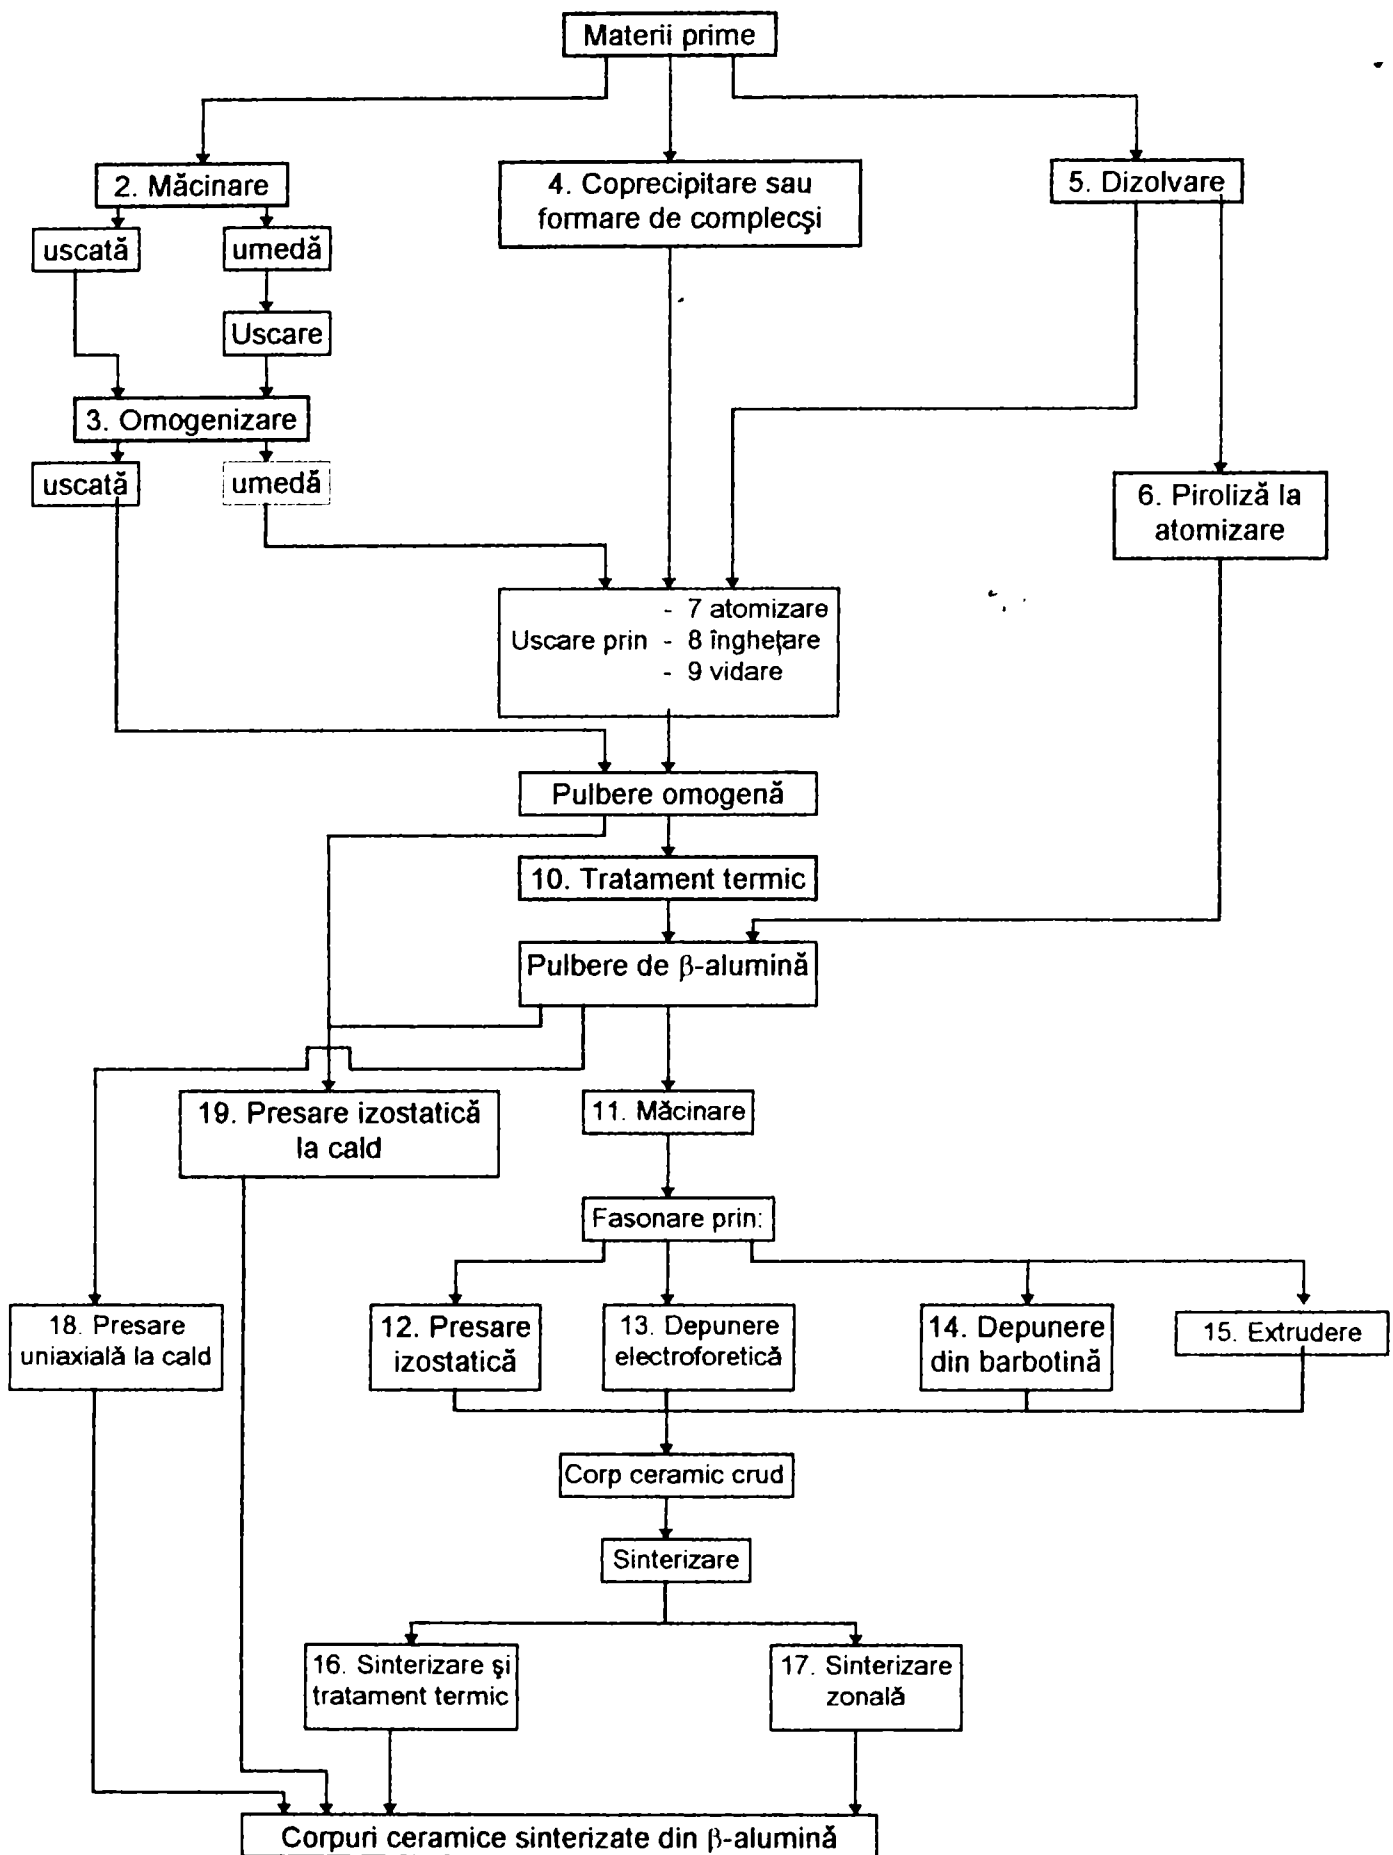 Materii prime
2. Măcinare
4. Coprecipitare sau
formare de complecşi
5. Dizolvare
uscată
umedă
Uscare
3. Omogenizare
uscată
umedă
6. Piroliză la
atomizare
- 7 atomizare
Uscare prin - 8 îngheţare
- 9 vidare
Pulbere omogenă
10. Tratament termic
Pulbere de β-alumină
19. Presare izostatică
la cald
11. Măcinare
Fasonare prin:
18. Presare
uniaxială la cald
12. Presare
izostatică
13. Depunere
electroforetică
14. Depunere
din barbotină
15. Extrudere
Corp ceramic crud
Sinterizare
16. Sinterizare şi
tratament termic
17. Sinterizare
zonală
Corpuri ceramice sinterizate din β-alumină